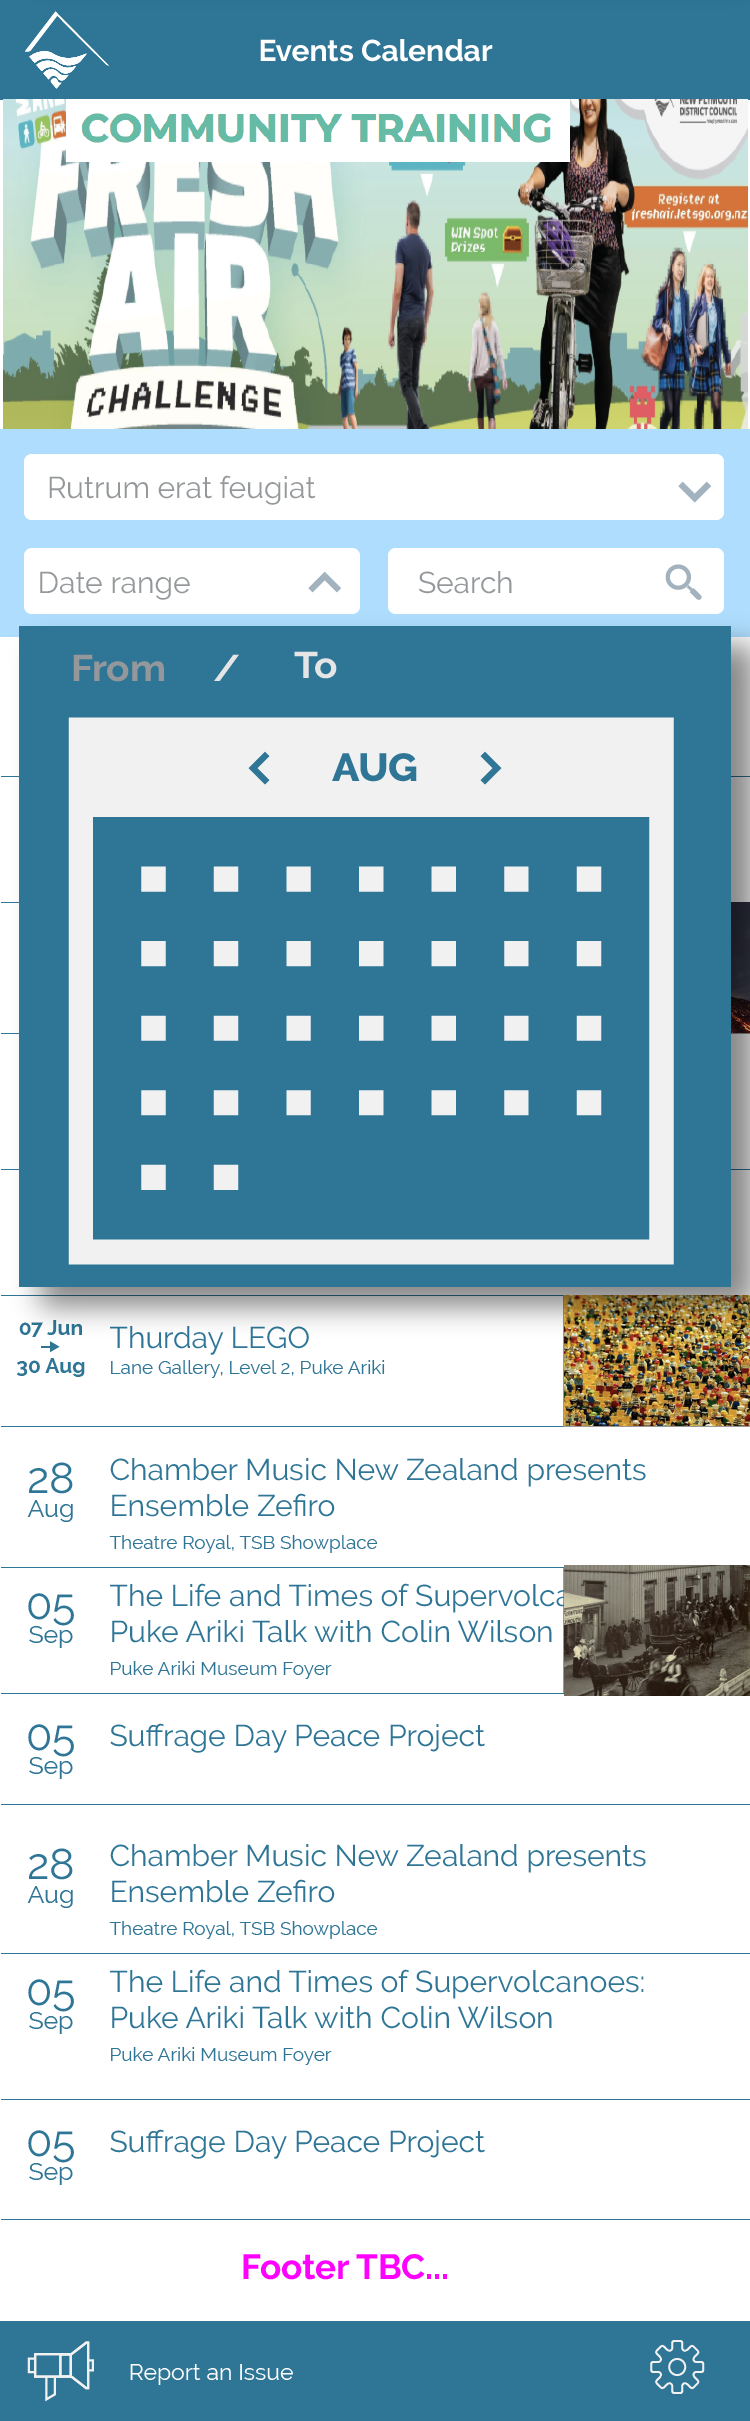 Events Calendar
NEW PLYMOUTH
DISTRICT COUNCIL
COMMUNITY TRAINING
FRESH
AIR
CHALLENGE
WIN Spot
Prizes
Register at
freshair.letsgo.org.nz
Rutrum erat feugiat
Date range
Search
From / To
AUG
07 Jun
30 Aug
Thurday LEGO
Lane Gallery, Level 2, Puke Ariki
28
Aug
Chamber Music New Zealand presents
Ensemble Zefiro
Theatre Royal, TSB Showplace
05
Sep
The Life and Times of Supervolca
Puke Ariki Talk with Colin Wilson
Puke Ariki Museum Foyer
05
Sep
Suffrage Day Peace Project
28
Aug
Chamber Music New Zealand presents
Ensemble Zefiro
Theatre Royal, TSB Showplace
05
Sep
The Life and Times of Supervolcanoes:
Puke Ariki Talk with Colin Wilson
Puke Ariki Museum Foyer
05
Sep
Suffrage Day Peace Project
Footer TBC...
Report an Issue